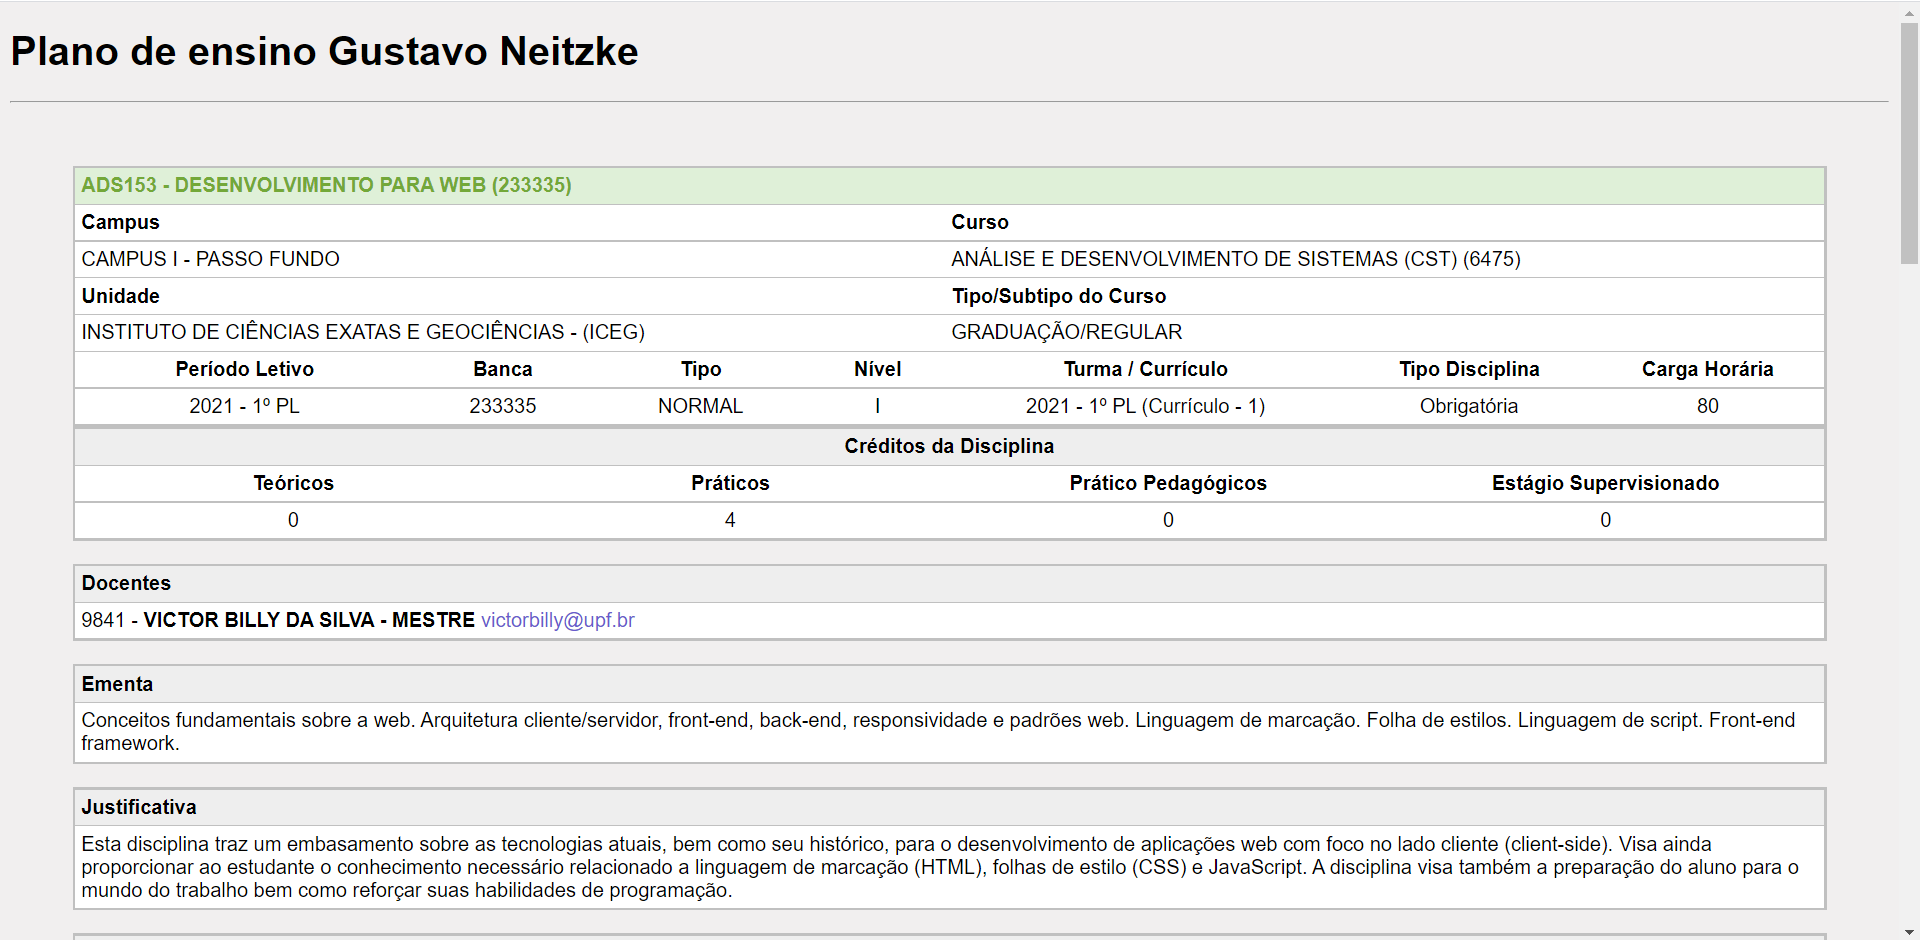 Plano de ensino Gustavo Neitzke
ADS153 - DESENVOLVIMENTO PARA WEB (233335)
Campus Curso
CAMPUS I - PASSO FUNDO ANÁLISE E DESENVOLVIMENTO DE SISTEMAS (CST) (6475)
Unidade Tipo/Subtipo do Curso
INSTITUTO DE CIÊNCIAS EXATAS E GEOCIÊNCIAS - (ICEG) GRADUAÇÃO/REGULAR
Período Letivo Banca Tipo Nível Turma / Currículo Tipo Disciplina Carga Horária
2021 - 1º PL 233335 NORMAL I 2021 - 1º PL (Currículo - 1) Obrigatória 80
Créditos da Disciplina
Teóricos Práticos Prático Pedagógicos Estágio Supervisionado
0 4 0 0
Docentes
9841 - VICTOR BILLY DA SILVA - MESTRE victorbilly@upf.br
Ementa
Conceitos fundamentais sobre a web. Arquitetura cliente/servidor, front-end, back-end, responsividade e padrões web. Linguagem de marcação. Folha de estilos. Linguagem de script. Front-end
framework.
Justificativa
Esta disciplina traz um embasamento sobre as tecnologias atuais, bem como seu histórico, para o desenvolvimento de aplicações web com foco no lado cliente (client-side). Visa ainda
proporcionar ao estudante o conhecimento necessário relacionado a linguagem de marcação (HTML), folhas de estilo (CSS) e JavaScript. A disciplina visa também a preparação do aluno para o
mundo do trabalho bem como reforçar suas habilidades de programação.